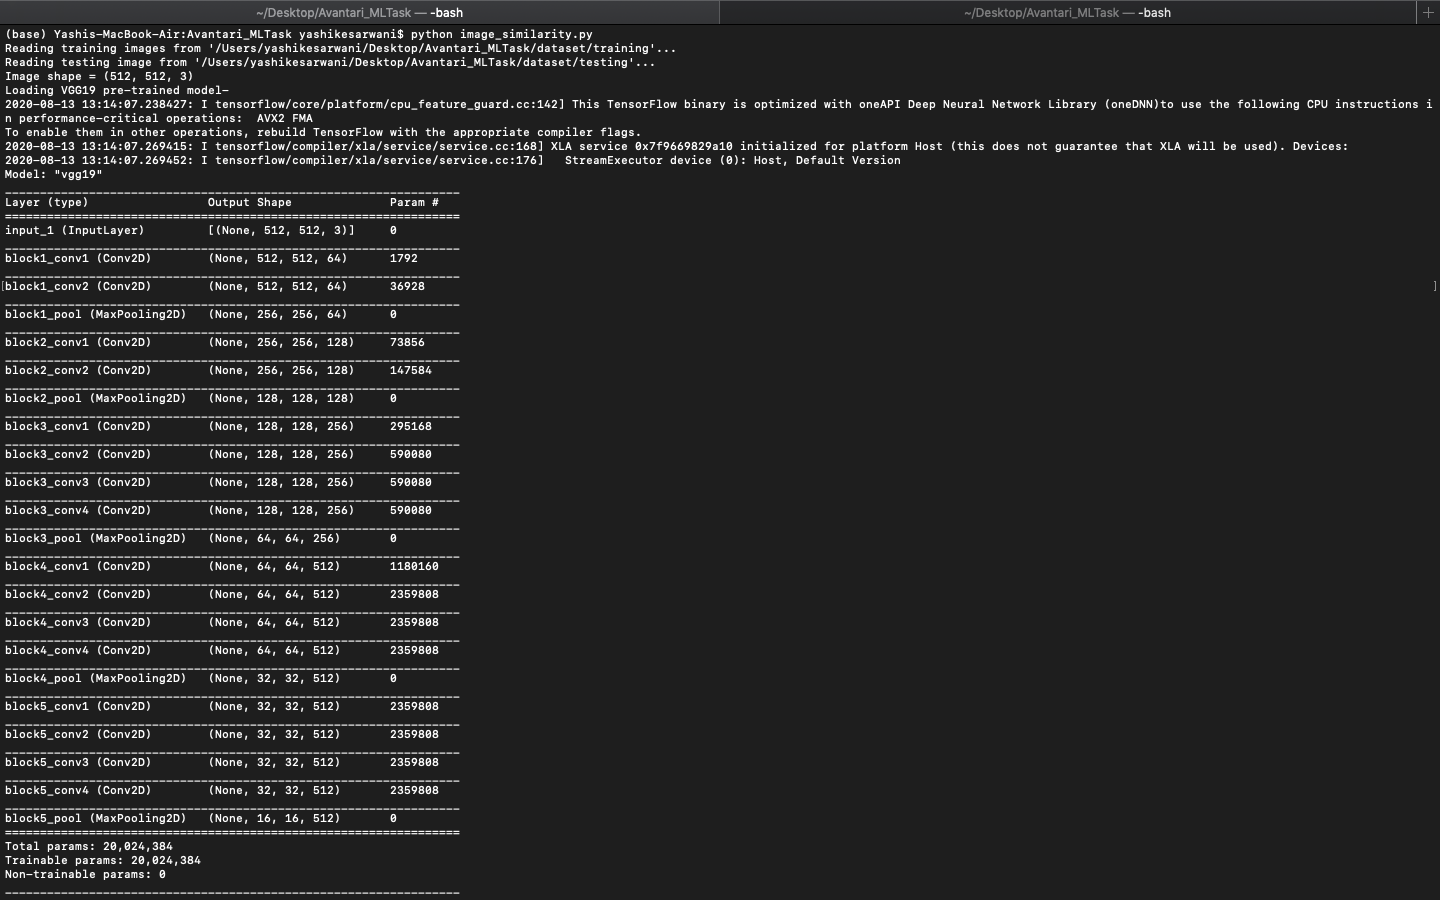 ~/Desktop/Avantari_MLTask — -bash
~/Desktop/Avantari_MLTask — -bash
+
(base) Yashis-MacBook-Air:Avantari_MLTask yashikesarwani$ python image_similarity.py
Reading training images from '/Users/yashikesarwani/Desktop/Avantari_MLTask/dataset/training'...
Reading testing image from '/Users/yashikesarwani/Desktop/Avantari_MLTask/dataset/testing'...
Image shape = (512, 512, 3)
Loading VGG19 pre-trained model—
2020-08-13 13:14:07.238427: I tensorflow/core/platform/cpu_feature_guard.cc:142] This TensorFlow binary is optimized with oneAPI Deep Neural Network Library (oneDNN)to use the following CPU instructions i
n performance-critical operations:  AVX2 FMA
To enable them in other operations, rebuild TensorFlow with the appropriate compiler flags.
2020-08-13 13:14:07.269415: I tensorflow/compiler/xla/service/service.cc:168] XLA service 0x7f9669829a10 initialized for platform Host (this does not guarantee that XLA will be used). Devices:
2020-08-13 13:14:07.269452: I tensorflow/compiler/xla/service/service.cc:176]   StreamExecutor device (0): Host, Default Version
Model: "vgg19"
_________________________________________________________________
Layer (type)                 Output Shape              Param #
=================================================================
input_1 (InputLayer)         [(None, 512, 512, 3)]     0
_________________________________________________________________
block1_conv1 (Conv2D)        (None, 512, 512, 64)      1792
_________________________________________________________________
[block1_conv2 (Conv2D)        (None, 512, 512, 64)      36928 ]
_________________________________________________________________
block1_pool (MaxPooling2D)   (None, 256, 256, 64)      0
_________________________________________________________________
block2_conv1 (Conv2D)        (None, 256, 256, 128)     73856
_________________________________________________________________
block2_conv2 (Conv2D)        (None, 256, 256, 128)     147584
_________________________________________________________________
block2_pool (MaxPooling2D)   (None, 128, 128, 128)     0
_________________________________________________________________
block3_conv1 (Conv2D)        (None, 128, 128, 256)     295168
_________________________________________________________________
block3_conv2 (Conv2D)        (None, 128, 128, 256)     590080
_________________________________________________________________
block3_conv3 (Conv2D)        (None, 128, 128, 256)     590080
_________________________________________________________________
block3_conv4 (Conv2D)        (None, 128, 128, 256)     590080
_________________________________________________________________
block3_pool (MaxPooling2D)   (None, 64, 64, 256)       0
_________________________________________________________________
block4_conv1 (Conv2D)        (None, 64, 64, 512)       1180160
_________________________________________________________________
block4_conv2 (Conv2D)        (None, 64, 64, 512)       2359808
_________________________________________________________________
block4_conv3 (Conv2D)        (None, 64, 64, 512)       2359808
_________________________________________________________________
block4_conv4 (Conv2D)        (None, 64, 64, 512)       2359808
_________________________________________________________________
block4_pool (MaxPooling2D)   (None, 32, 32, 512)       0
_________________________________________________________________
block5_conv1 (Conv2D)        (None, 32, 32, 512)       2359808
_________________________________________________________________
block5_conv2 (Conv2D)        (None, 32, 32, 512)       2359808
_________________________________________________________________
block5_conv3 (Conv2D)        (None, 32, 32, 512)       2359808
_________________________________________________________________
block5_conv4 (Conv2D)        (None, 32, 32, 512)       2359808
_________________________________________________________________
block5_pool (MaxPooling2D)   (None, 16, 16, 512)       0
=================================================================
Total params: 20,024,384
Trainable params: 20,024,384
Non-trainable params: 0
_________________________________________________________________